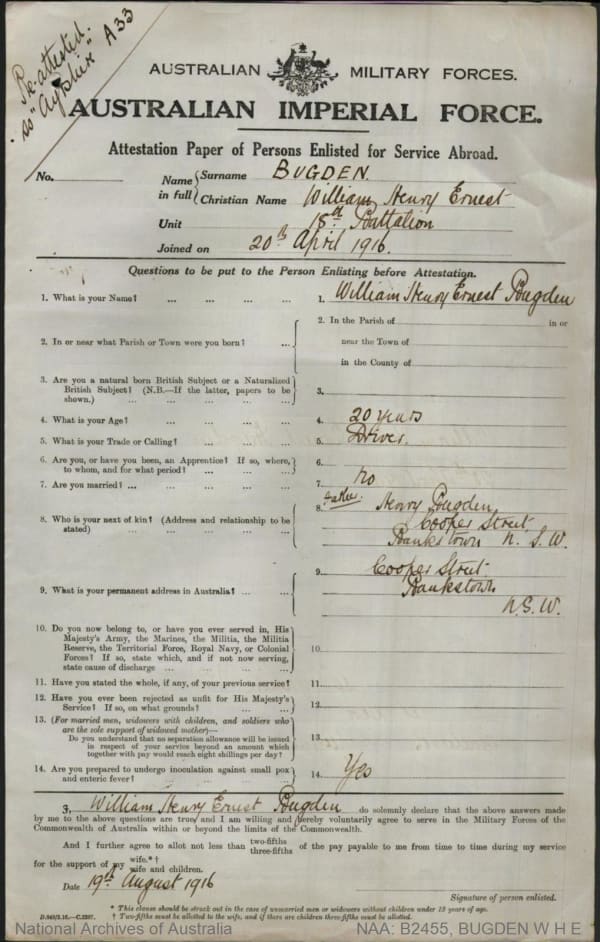 Re-attested.
so "Ayrshire" A33
AUSTRALIAN MILITARY FORCES.
AUSTRALIAN IMPERIAL FORCE.
Attestation Paper of Persons Enlisted for Service Abroad.
No.
Name in full { Surname BUGDEN
Christian Name William Henry Ernest
Unit 18th Battalion
Joined on 20th April 1916.
Questions to be put to the Person Enlisting before Attestation.
1. What is your Name? ... ... ... ... 1. William Henry Ernest Bugden
2. In or near what Parish or Town were you born? ... 2. In the Parish of in or
near the Town of
in the County of
3. Are you a natural born British Subject or a Naturalized
British Subject? (N.B.—If the latter, papers to be
shown.) ... ... ... ... ... 3.
4. What is your Age? ... ... ... ... 4. 20 years
5. What is your Trade or Calling? ... ... ... 5. Driver.
6. Are you, or have you been, an Apprentice? If so, where,
to whom, and for what period? ... ... 6.
7. Are you married? ... ... ... ... ... 7. no
8. Who is your next of kin? (Address and relationship to be
stated) ... ... ... ... ... 8. Father. Henry Bugden
Cooper Street
Bankstown N. S. W.
9. What is your permanent address in Australia? ... ... 9. Cooper Street
Bankstown
N.S.W.
10. Do you now belong to, or have you ever served in, His
Majesty's Army, the Marines, the Militia, the Militia
Reserve, the Territorial Force, Royal Navy, or Colonial
Forces? If so, state which, and if not now serving,
state cause of discharge ... ... ... ... 10.
11. Have you stated the whole, if any, of your previous service? 11.
12. Have you ever been rejected as unfit for His Majesty's
Service? If so, on what grounds? ... ... 12.
13. (For married men, widowers with children, and soldiers who
are the sole support of widowed mother)—
Do you understand that no separation allowance will be issued
in respect of your service beyond an amount which
together with pay would reach eight shillings per day? 13.
14. Are you prepared to undergo inoculation against small pox
and enteric fever? ... ... ... ... 14. Yes
I, William Henry Ernest Bugden do solemnly declare that the above answers made
by me to the above questions are true, and I am willing and hereby voluntarily agree to serve in the Military Forces of the
Commonwealth of Australia within or beyond the limits of the Commonwealth.
And I further agree to allot not less than two-fifths three-fifths of the pay payable to me from time to time during my service
for the support of my wife.* † wife and children.
Date 19th August 1916
Signature of person enlisted.
* This clause should be struck out in the case of unmarried men or widowers without children under 18 years of age.
† Two-fifths must be allotted to the wife, and if there are children three-fifths must be allotted.
National Archives of Australia NAA: B2455, BUGDEN W H E